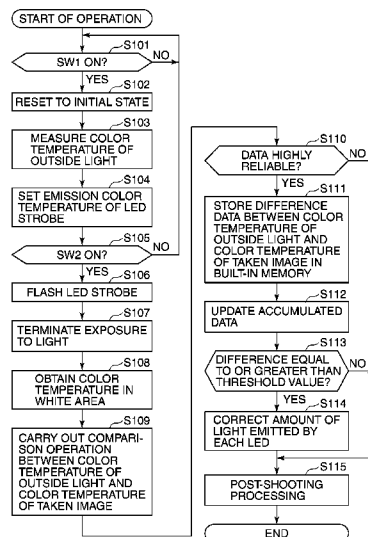 START OF OPERATION
S101
SW1 ON?
NO
YES
S102
RESET TO INITIAL STATE
S103
MEASURE COLOR
TEMPERATURE OF
OUTSIDE LIGHT
S104
SET EMISSION COLOR
TEMPERATURE OF LED
STROBE
S105
SW2 ON?
NO
YES
S106
FLASH LED STROBE
S107
TERMINATE EXPOSURE
TO LIGHT
S108
OBTAIN COLOR
TEMPERATURE IN
WHITE AREA
S109
CARRY OUT COMPARI-
SON OPERATION
BETWEEN COLOR
TEMPERATURE OF
OUTSIDE LIGHT AND
COLOR TEMPERATURE
OF TAKEN IMAGE
S110
DATA HIGHLY
RELIABLE?
NO
YES
S111
STORE DIFFERENCE
DATA BETWEEN COLOR
TEMPERATURE OF
OUTSIDE LIGHT AND
COLOR TEMPERATURE
OF TAKEN IMAGE IN
BUILT-IN MEMORY
S112
UPDATE ACCUMULATED
DATA
S113
DIFFERENCE EQUAL
TO OR GREATER THAN
THRESHOLD VALUE?
NO
YES
S114
CORRECT AMOUNT OF
LIGHT EMITTED BY
EACH LED
S115
POST-SHOOTING
PROCESSING
END